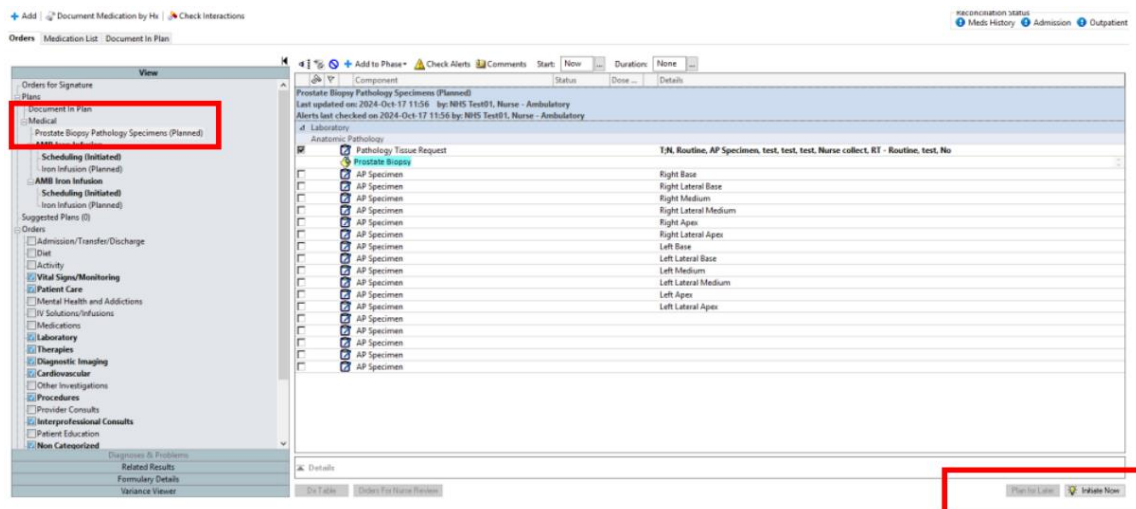 Add Document Medication by Hx Check Interactions
Reconciliation Status
Meds History Admission Outpatient
Orders Medication List Document In Plan
View
Orders for Signature
Plans
Document In Plan
Medical
Prostate Biopsy Pathology Specimens (Planned)
AMB Iron Infusion
Scheduling (Initiated)
Iron Infusion (Planned)
AMB Iron Infusion
Scheduling (Initiated)
Iron Infusion (Planned)
Suggested Plans (0)
Orders
Admission/Transfer/Discharge
Diet
Activity
Vital Signs/Monitoring
Patient Care
Mental Health and Addictions
IV Solutions/Infusions
Medications
Laboratory
Therapies
Diagnostic Imaging
Cardiovascular
Other Investigations
Procedures
Provider Consults
Interprofessional Consults
Patient Education
Non Categorized
Diagnoses & Problems
Related Results
Formulary Details
Variance Viewer
Add to Phase Check Alerts Comments Start: Now ... Duration: None ...
Component Status Dose ... Details
Prostate Biopsy Pathology Specimens (Planned)
Last updated on: 2024-Oct-17 11:56 by: NHS Test01, Nurse - Ambulatory
Alerts last checked on 2024-Oct-17 11:56 by: NHS Test01, Nurse - Ambulatory
Laboratory
Anatomic Pathology
Pathology Tissue Request T;N, Routine, AP Specimen, test, test, test, Nurse collect, RT - Routine, test, No
Prostate Biopsy
AP Specimen Right Base
AP Specimen Right Lateral Base
AP Specimen Right Medium
AP Specimen Right Lateral Medium
AP Specimen Right Apex
AP Specimen Right Lateral Apex
AP Specimen Left Base
AP Specimen Left Lateral Base
AP Specimen Left Medium
AP Specimen Left Lateral Medium
AP Specimen Left Apex
AP Specimen Left Lateral Apex
AP Specimen
AP Specimen
AP Specimen
AP Specimen
AP Specimen
Details
Dx Table Orders For Nurse Review Plan for Later Initiate Now